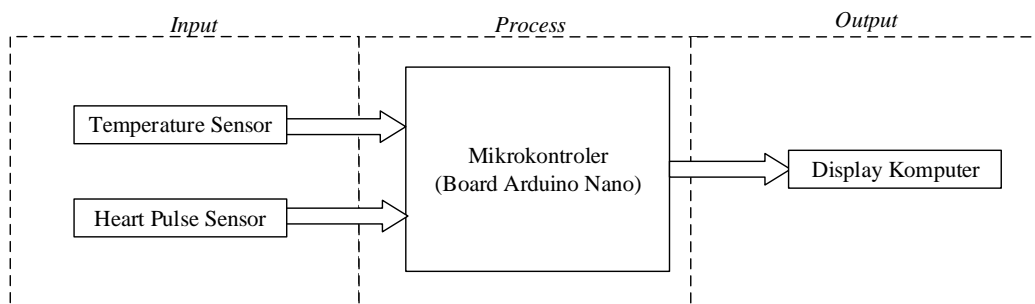 Input
Process
Output
Temperature Sensor
Heart Pulse Sensor
Mikrokontroler
(Board Arduino Nano)
Display Komputer